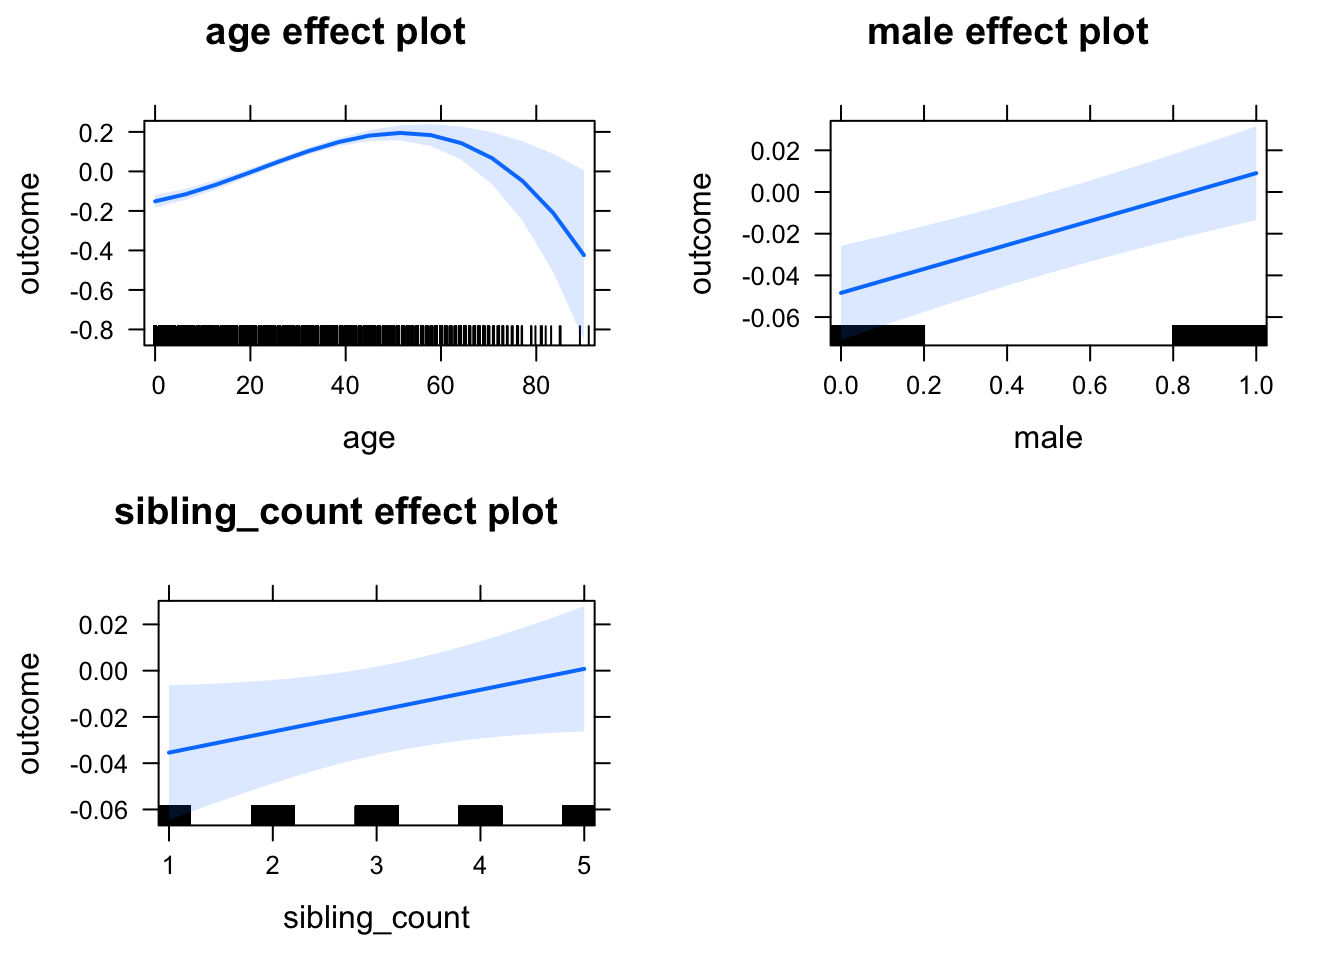 age effect plot
outcome
0.2
0.0
-0.2
-0.4
-0.6
-0.8
0 20 40 60 80
age
male effect plot
outcome
0.02
0.00
-0.02
-0.04
-0.06
0.0 0.2 0.4 0.6 0.8 1.0
male
sibling_count effect plot
outcome
0.02
0.00
-0.02
-0.04
-0.06
1 2 3 4 5
sibling_count